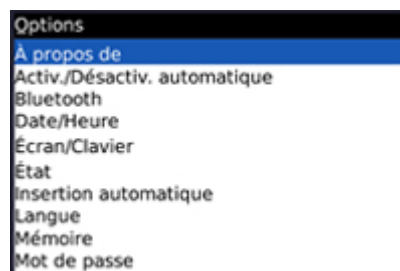 Options
À propos de
Activ./Désactiv. automatique
Bluetooth
Date/Heure
Écran/Clavier
État
Insertion automatique
Langue
Mémoire
Mot de passe